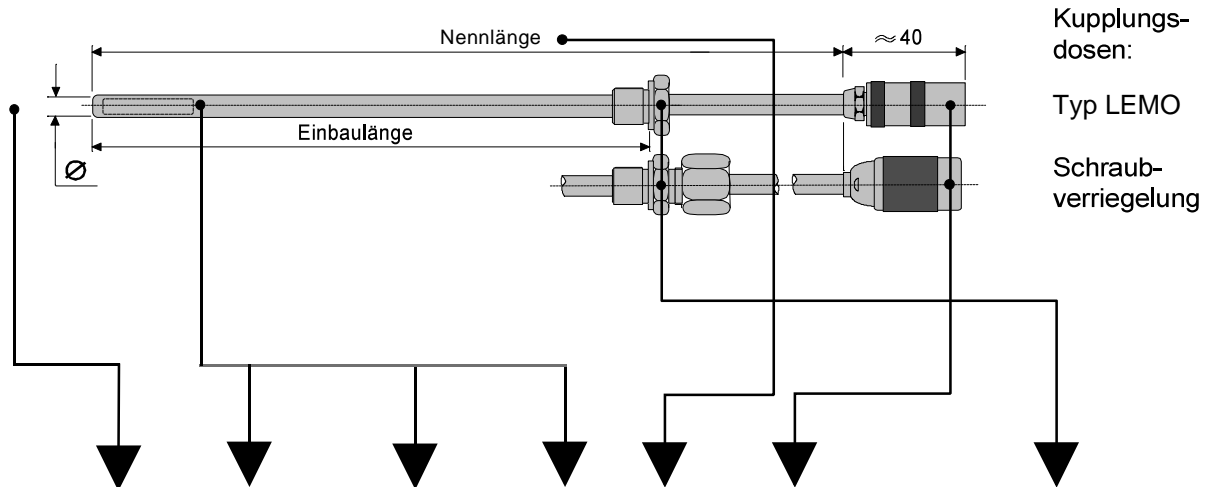 Nennlänge
≈ 40
Kupplungs-
dosen:
Typ LEMO
Einbaulänge
Ø
Schraub-
verriegelung